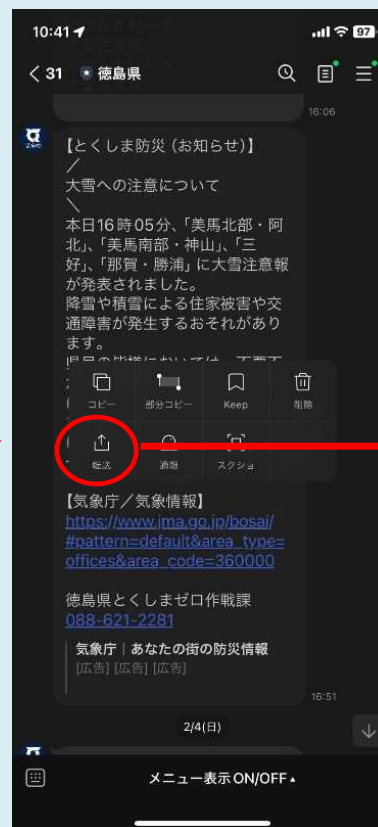 10:41
97
31
徳島県
16:06
【とくしま防災（お知らせ）】
／
大雪への注意について
＼
本日16時05分、「美馬北部・阿
北」、「美馬南部・神山」、「三
好」、「那賀・勝浦」に大雪注意報
が発表されました。
降雪や積雪による住家被害や交
通障害が発生するおそれがあり
ます。
コピー
部分コピー
Keep
削除
転送
通報
スクショ
【気象庁／気象情報】
https://www.jma.go.jp/bosai/
#pattern=default&area_type=
offices&area_code=360000
徳島県とくしまゼロ作戦課
088-621-2281
気象庁｜あなたの街の防災情報
[広告] [広告] [広告]
16:51
2/4(日)
メニュー表示ON/OFF▲